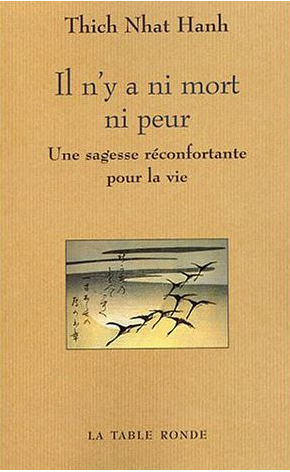 Thich Nhat Hanh
Il n'y a ni mort
ni peur
Une sagesse réconfortante
pour la vie
LA TABLE RONDE